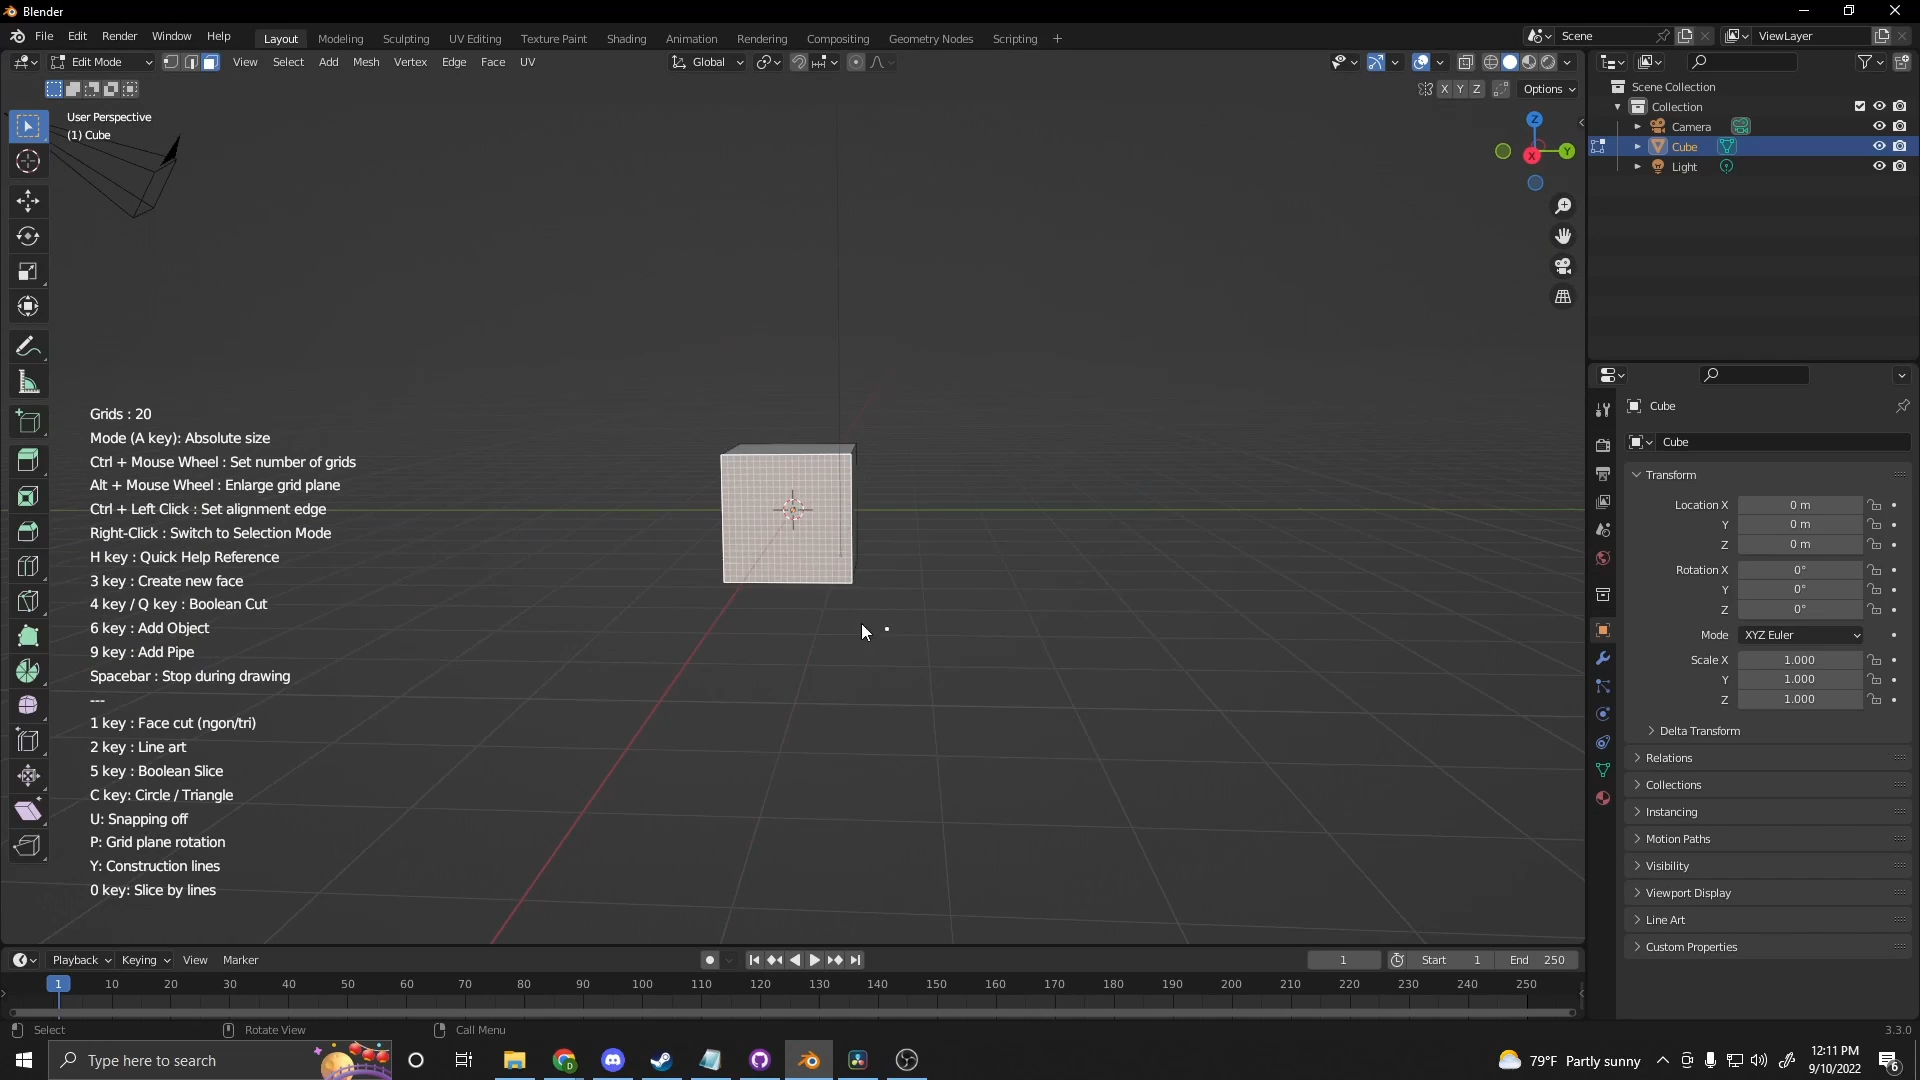 Blender
File Edit Render Window Help
Layout Modeling Sculpting UV Editing Texture Paint Shading Animation Rendering Compositing Geometry Nodes Scripting +
Scene
ViewLayer
Edit Mode
View Select Add Mesh Vertex Edge Face UV
Global
X Y Z
Options
User Perspective
(1) Cube
Z
Y
X
Grids : 20
Mode (A key): Absolute size
Ctrl + Mouse Wheel : Set number of grids
Alt + Mouse Wheel : Enlarge grid plane
Ctrl + Left Click : Set alignment edge
Right-Click : Switch to Selection Mode
H key : Quick Help Reference
3 key : Create new face
4 key / Q key : Boolean Cut
6 key : Add Object
9 key : Add Pipe
Spacebar : Stop during drawing
---
1 key : Face cut (ngon/tri)
2 key : Line art
5 key : Boolean Slice
C key: Circle / Triangle
U: Snapping off
P: Grid plane rotation
Y: Construction lines
0 key: Slice by lines
Scene Collection
Collection
Camera
Cube
Light
Cube
Cube
Transform
Location X 0 m
Y 0 m
Z 0 m
Rotation X 0°
Y 0°
Z 0°
Mode XYZ Euler
Scale X 1.000
Y 1.000
Z 1.000
Delta Transform
Relations
Collections
Instancing
Motion Paths
Visibility
Viewport Display
Line Art
Custom Properties
Playback Keying View Marker
1
Start 1
End 250
1 10 20 30 40 50 60 70 80 90 100 110 120 130 140 150 160 170 180 190 200 210 220 230 240 250
Select
Rotate View
Call Menu
3.3.0
Type here to search
79°F Partly sunny
12:11 PM
9/10/2022
6